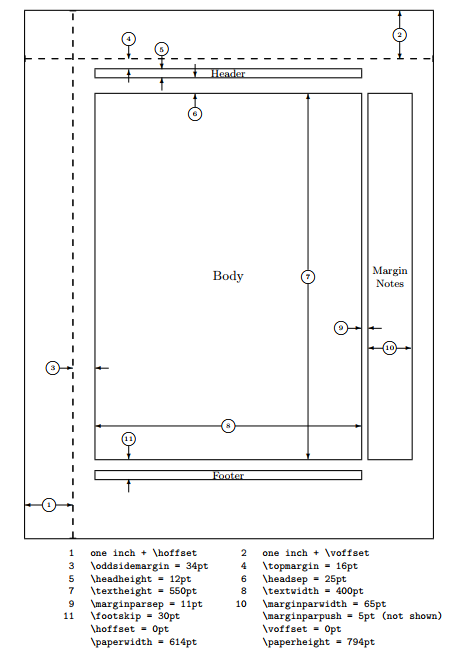 4
5
2
Header
6
Body
7
Margin
Notes
9
10
3
8
11
Footer
1
1 one inch + \hoffset 2 one inch + \voffset
3 \oddsidemargin = 34pt 4 \topmargin = 16pt
5 \headheight = 12pt 6 \headsep = 25pt
7 \textheight = 550pt 8 \textwidth = 400pt
9 \marginparsep = 11pt 10 \marginparwidth = 65pt
11 \footskip = 30pt \marginparpush = 5pt (not shown)
\hoffset = 0pt \voffset = 0pt
\paperwidth = 614pt \paperheight = 794pt